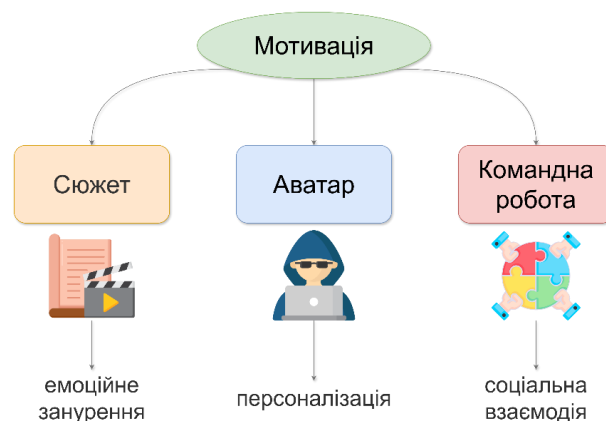 Мотивація
Сюжет
Аватар
Командна
робота
емоційне
занурення
персоналізація
соціальна
взаємодія